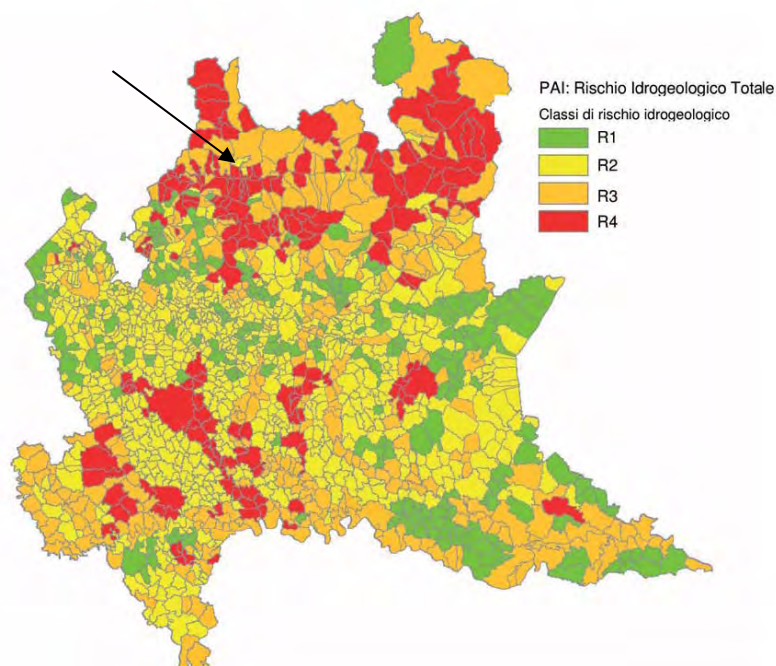 PAI: Rischio Idrogeologico Totale
Classi di rischio idrogeologico
R1
R2
R3
R4